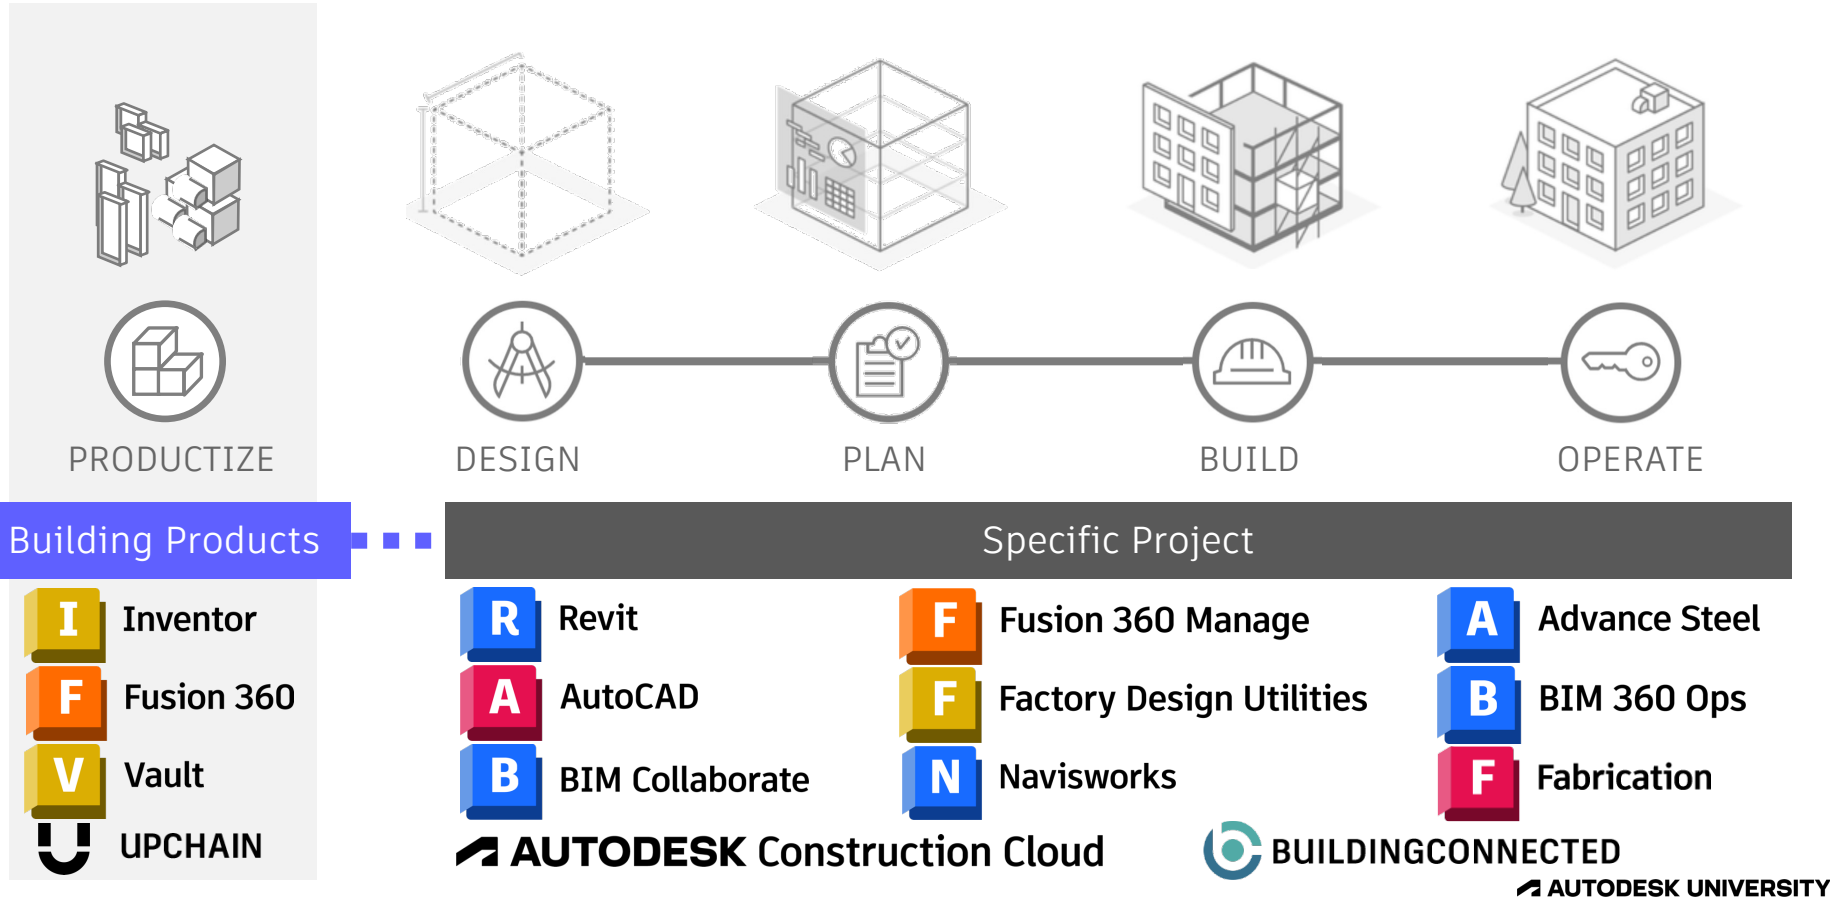 PRODUCTIZE
DESIGN
PLAN
BUILD
OPERATE
Building Products
Specific Project
I Inventor
F Fusion 360
V Vault
UPCHAIN
R Revit
A AutoCAD
B BIM Collaborate
F Fusion 360 Manage
F Factory Design Utilities
N Navisworks
A Advance Steel
B BIM 360 Ops
F Fabrication
AUTODESK Construction Cloud
BUILDINGCONNECTED
AUTODESK UNIVERSITY